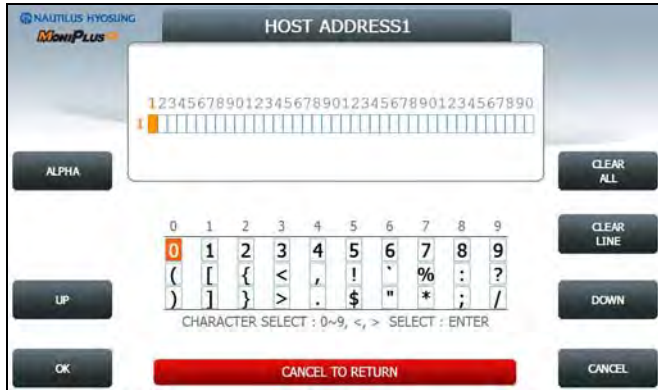 NAUTILUS HYOSUNG
MONIPLUS
HOST ADDRESS1
1234567890123456789012345678901234567890
1
ALPHA
CLEAR ALL
0 1 2 3 4 5 6 7 8 9
0 1 2 3 4 5 6 7 8 9
( [ { < , ! ` % : ?
) ] } > . $ " * ; /
CLEAR LINE
UP
DOWN
CHARACTER SELECT : 0~9, <, > SELECT : ENTER
OK
CANCEL TO RETURN
CANCEL